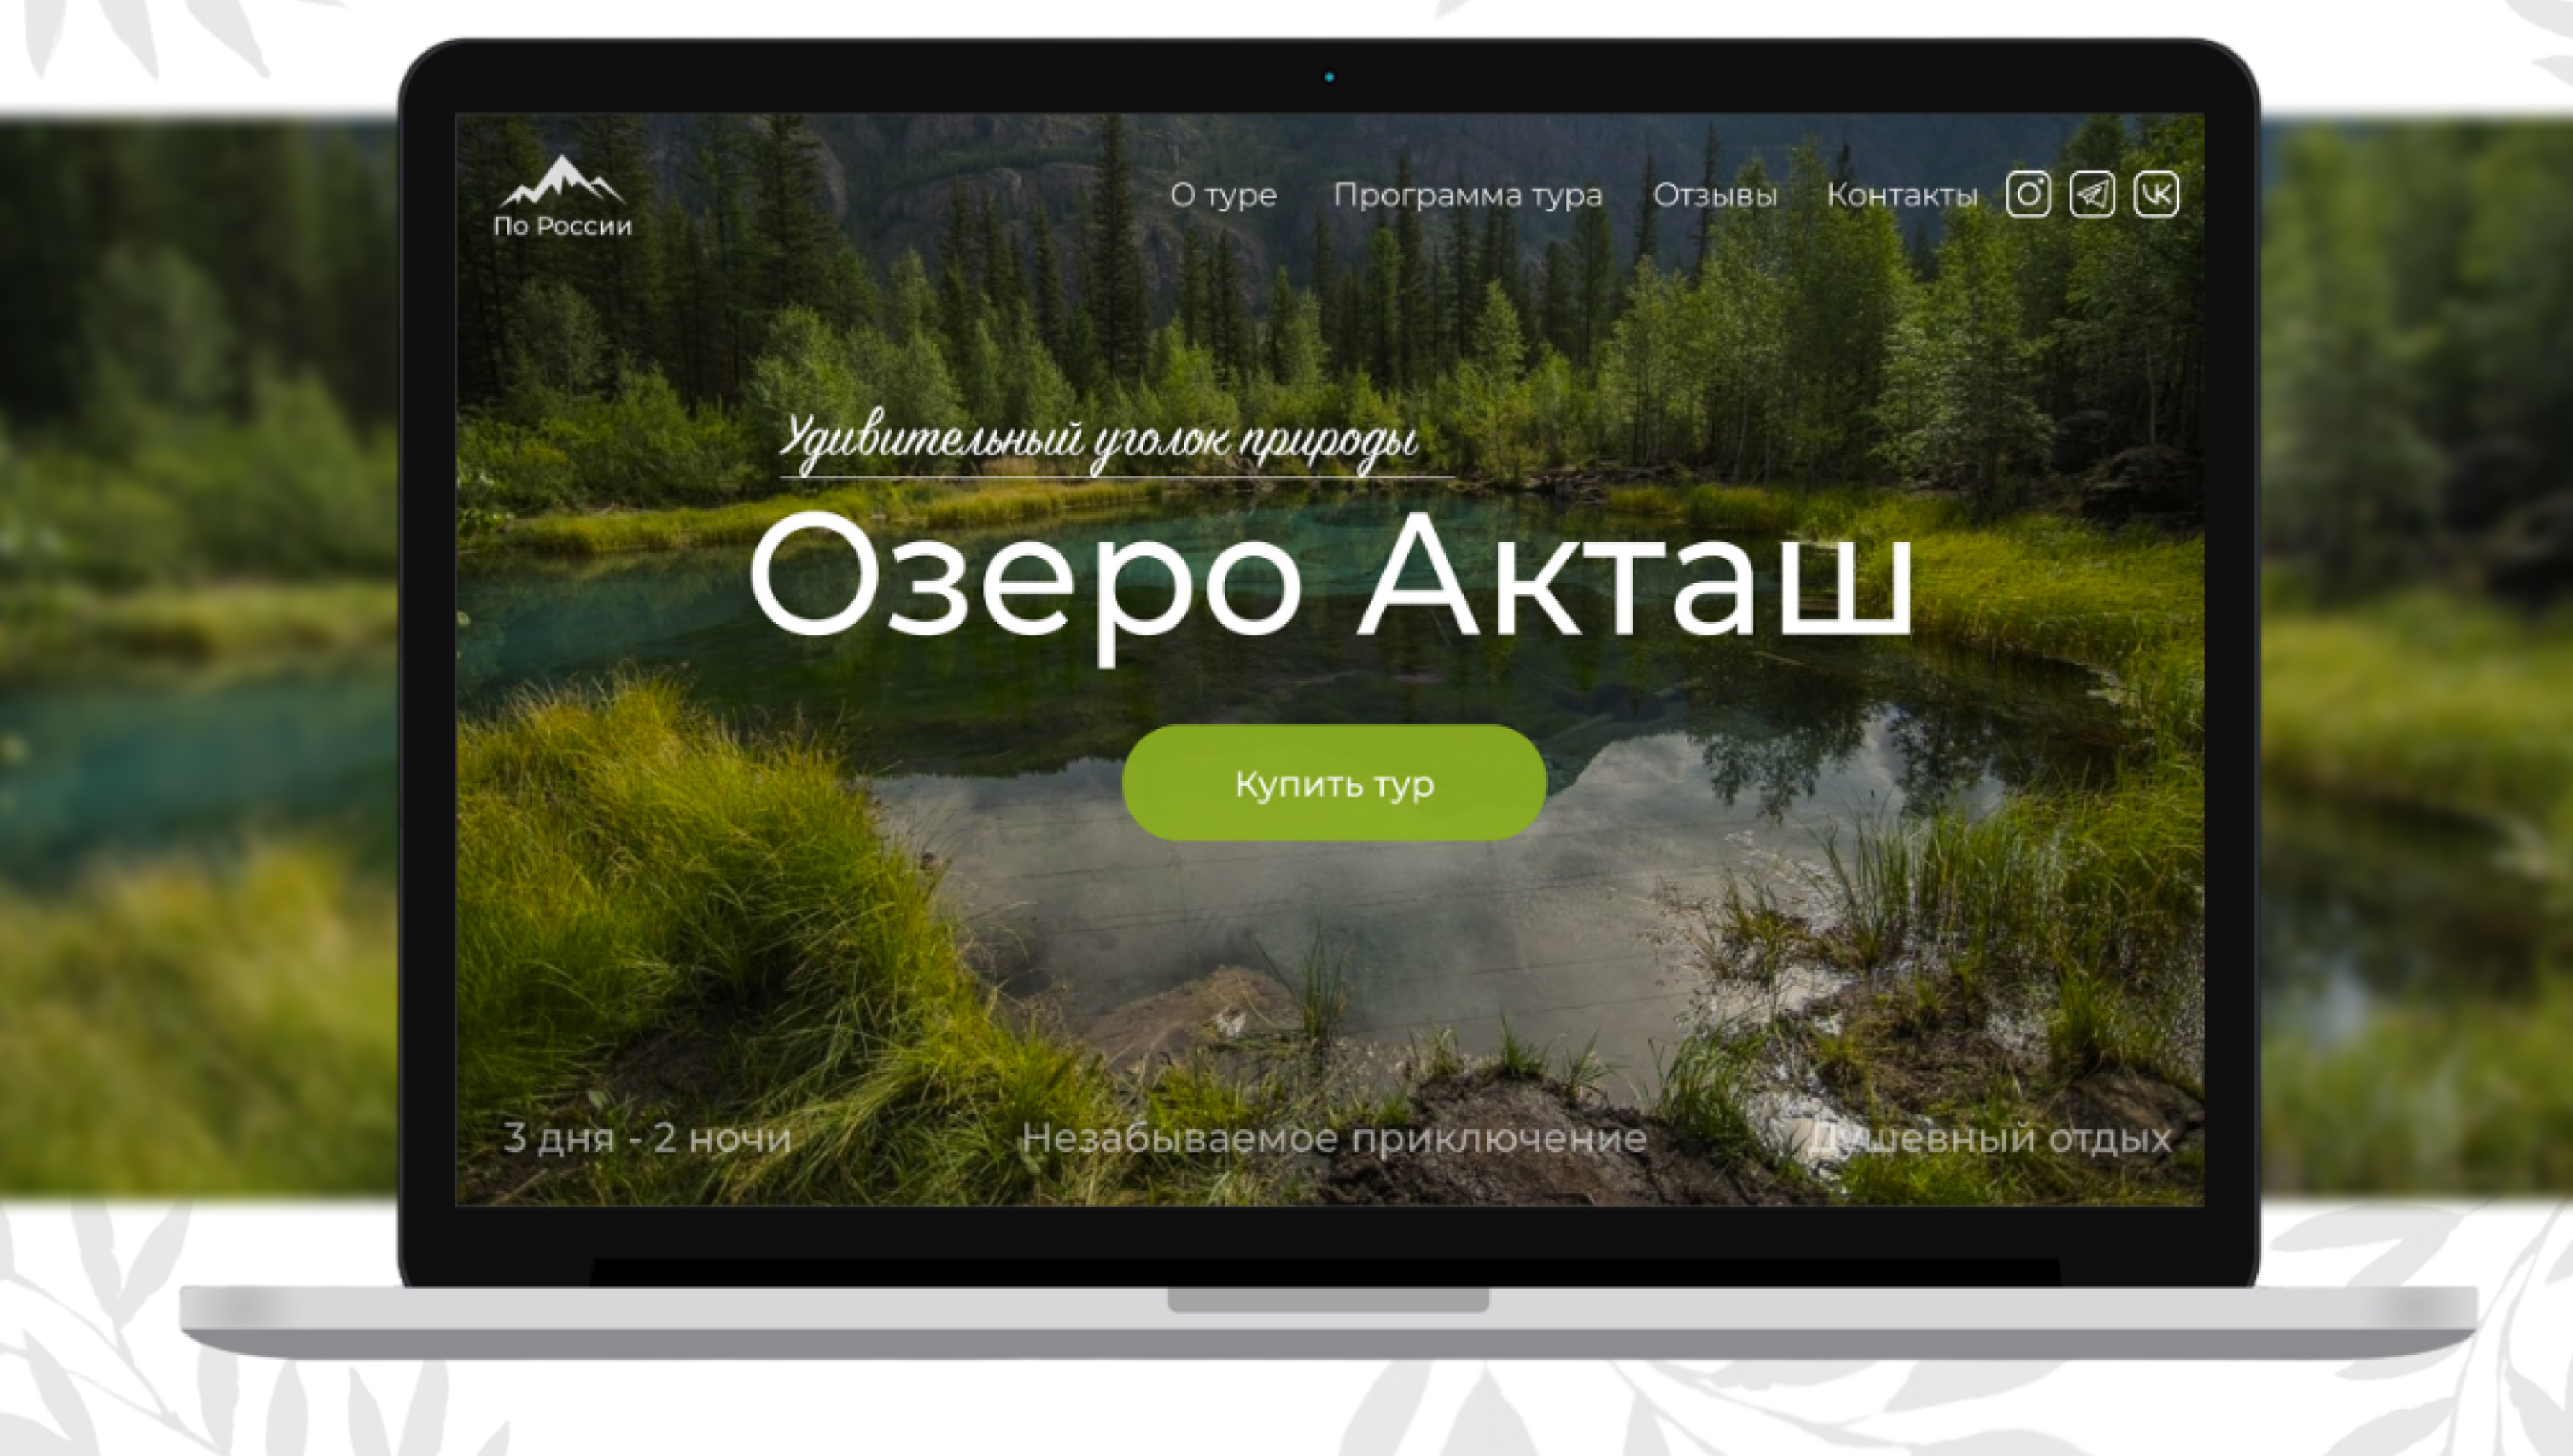 По России
О туре Программа тура Отзывы Контакты
Удивительный уголок природы
Озеро Акташ
Купить тур
3 дня - 2 ночи Незабываемое приключение Душевный отдых